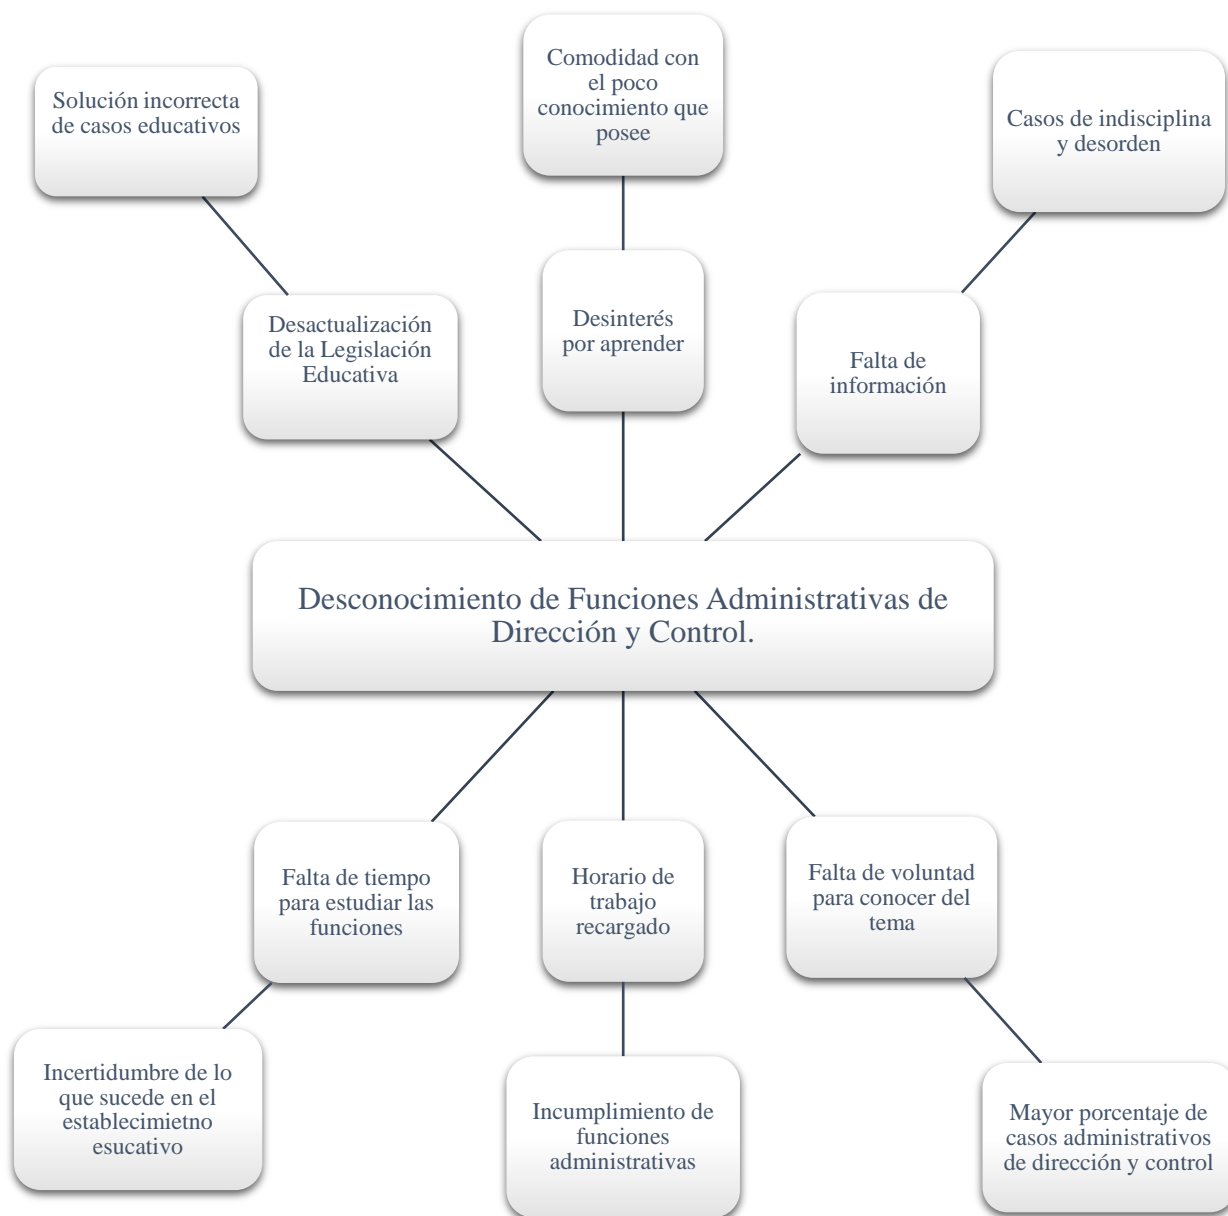 Comodidad con
el poco
conocimiento que
posee
Solución incorrecta
de casos educativos
Casos de indisciplina
y desorden
Desactualización
de la Legislación
Educativa
Desinterés
por aprender
Falta de
información
Desconocimiento de Funciones Administrativas de
Dirección y Control.
Falta de tiempo
para estudiar las
funciones
Horario de
trabajo
recargado
Falta de voluntad
para conocer del
tema
Incertidumbre de lo
que sucede en el
establecimietno
esucativo
Incumplimiento de
funciones
administrativas
Mayor porcentaje de
casos administrativos
de dirección y control